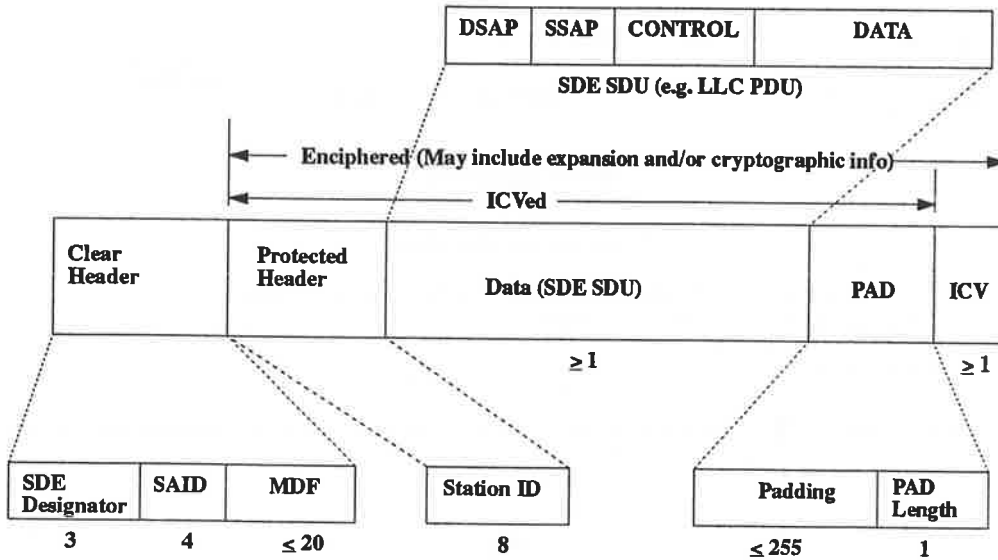 DSAP SSAP CONTROL DATA
SDE SDU (e.g. LLC PDU)
Enciphered (May include expansion and/or cryptographic info)
ICVed
Clear
Header
Protected
Header
Data (SDE SDU)
PAD
ICV
≥ 1
≥ 1
SDE
Designator
SAID
MDF
Station ID
Padding
PAD
Length
3
4
≤ 20
8
≤ 255
1